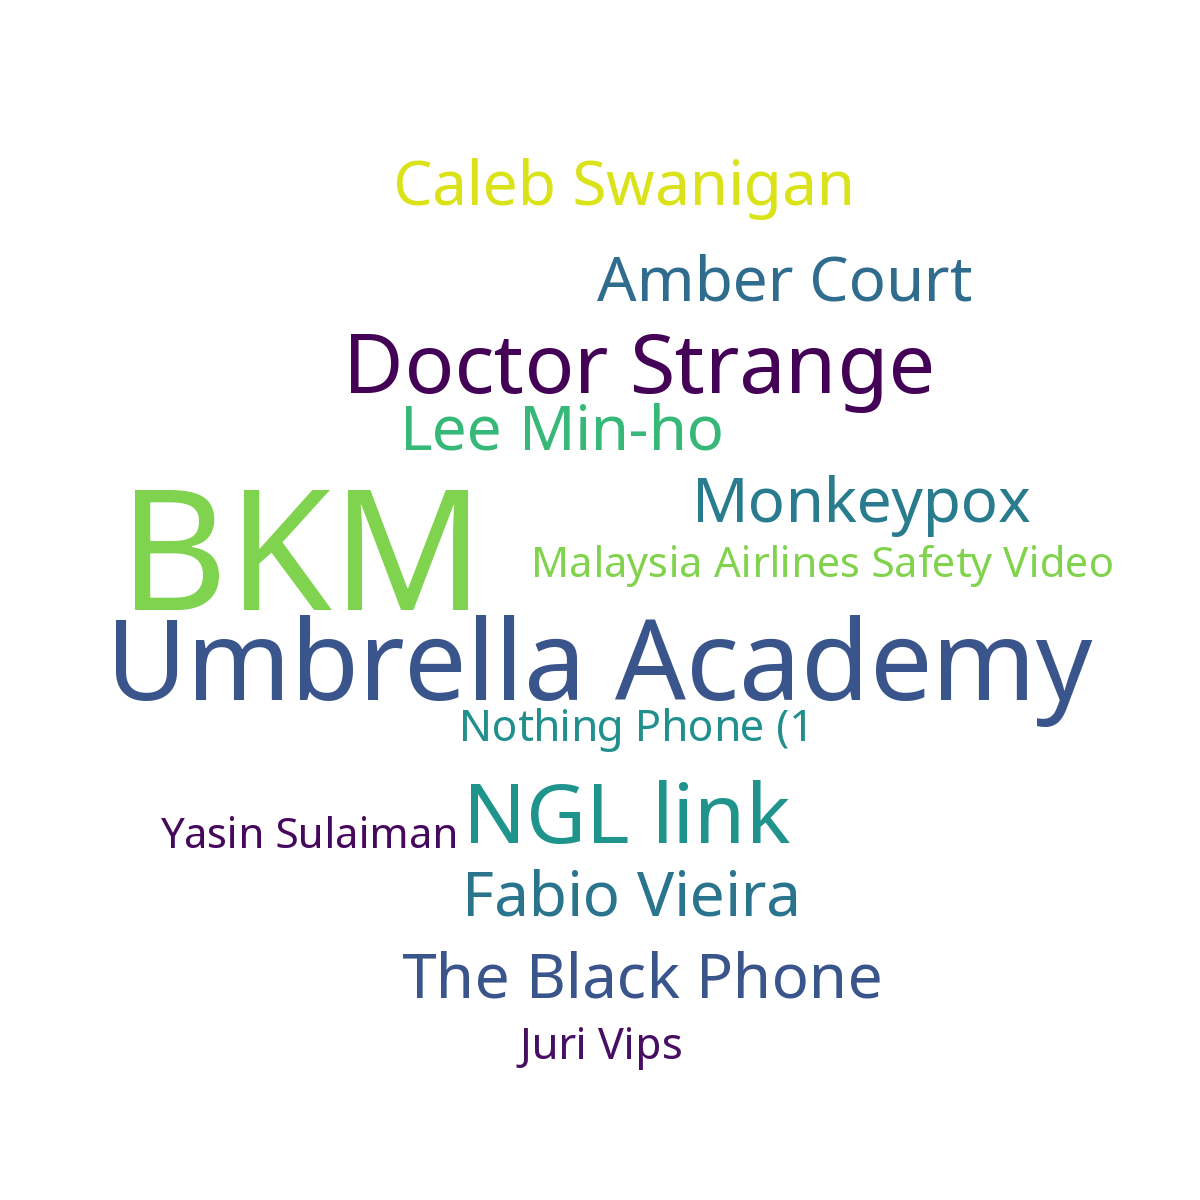 Caleb Swanigan
Amber Court
Doctor Strange
Lee Min-ho
Monkeypox
BKM
Malaysia Airlines Safety Video
Umbrella Academy
Nothing Phone (1
NGL link
Yasin Sulaiman
Fabio Vieira
The Black Phone
Juri Vips